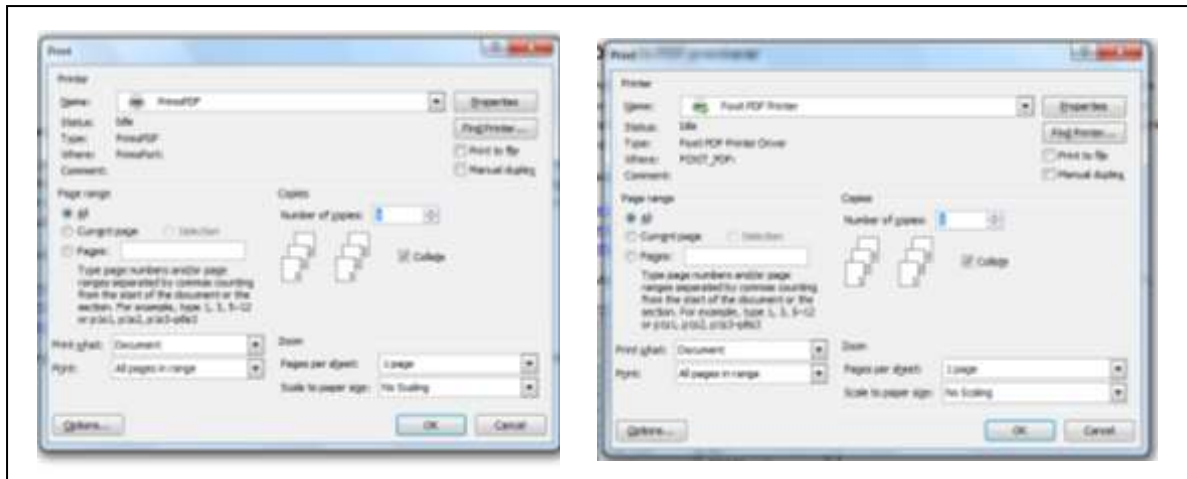 Print
Printer
Name: PrimoPDF
Properties
Status: Idle
Find Printer...
Type: PrimoPDF
Where: PrimoPort:
Print to file
Comment:
Manual duplex
Page range
Copies
All
Number of copies: 1
Current page Selection
Pages:
Collate
Type page numbers and/or page
ranges separated by commas counting
from the start of the document or the
section. For example, type 1, 3, 5–12
or p1s1, p1s2, p1s3–p8s3
Print what: Document
Zoom
Print: All pages in range
Pages per sheet: 1 page
Scale to paper size: No Scaling
Options... OK Cancel
Print
Printer
Name: Foxit PDF Printer
Properties
Status: Idle
Find Printer...
Type: Foxit PDF Printer Driver
Where: FOXIT_PDF:
Print to file
Comment:
Manual duplex
Page range
Copies
All
Number of copies: 1
Current page Selection
Pages:
Collate
Type page numbers and/or page
ranges separated by commas counting
from the start of the document or the
section. For example, type 1, 3, 5–12
or p1s1, p1s2, p1s3–p8s3
Print what: Document
Zoom
Print: All pages in range
Pages per sheet: 1 page
Scale to paper size: No Scaling
Options... OK Cancel